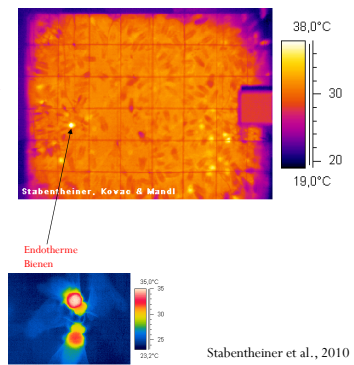 38,0°C
30
20
19,0°C
Stabentheiner, Kovac & Mandl
Endotherme
Bienen
35,0°C
35
30
25
23,2°C
Stabentheiner et al., 2010